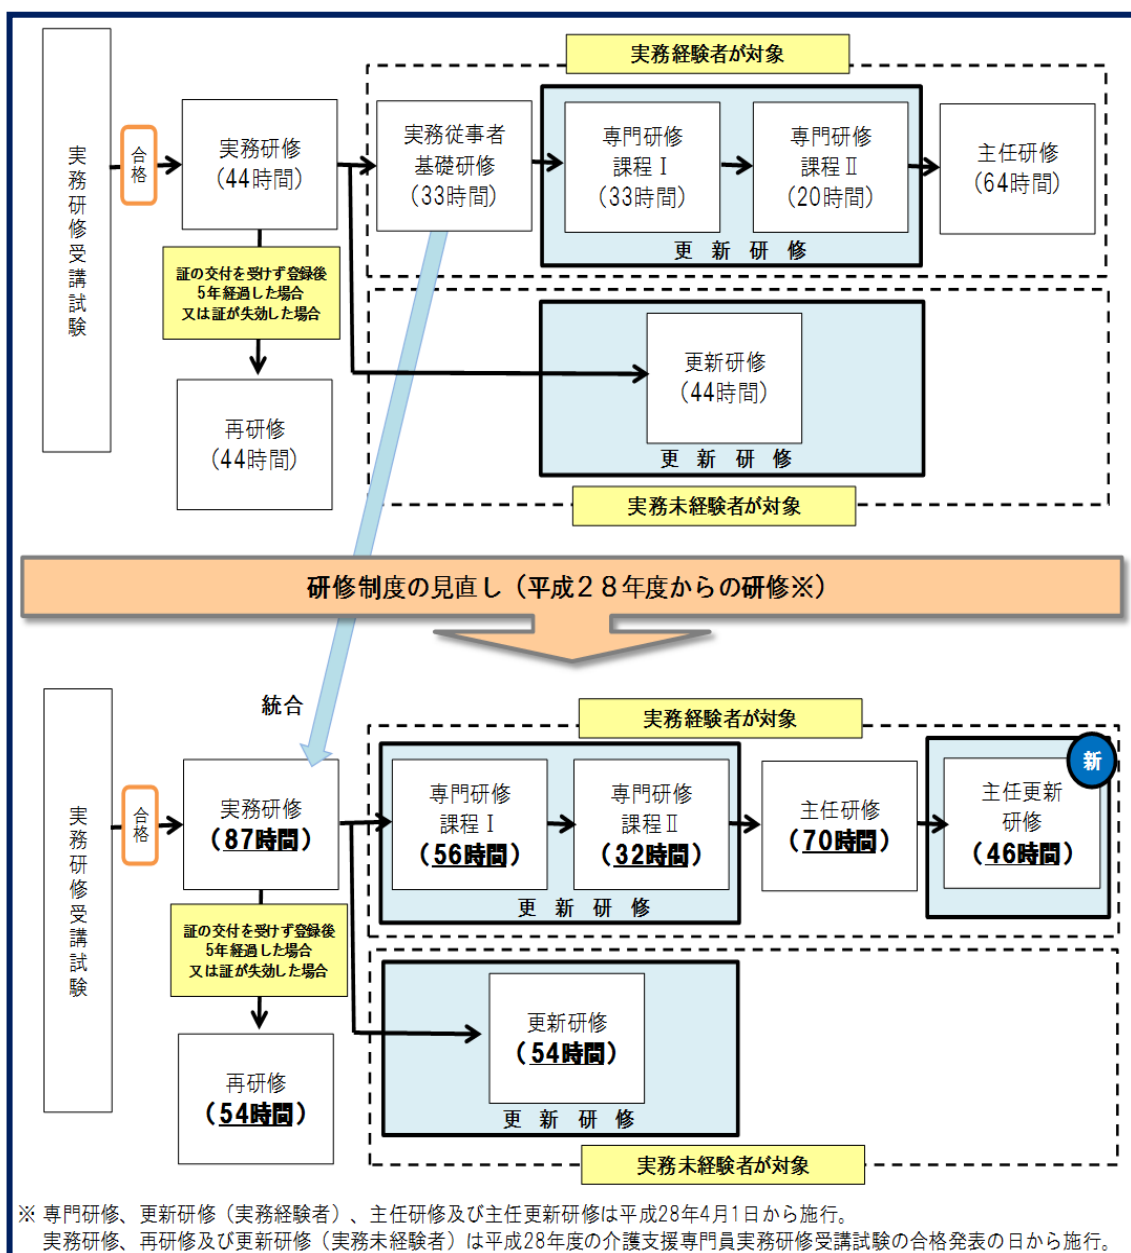 実務経験者が対象
実務研修受講試験
合格
実務研修
(44時間)
実務従事者
基礎研修
(33時間)
専門研修
課程Ⅰ
(33時間)
専門研修
課程Ⅱ
(20時間)
更新研修
主任研修
(64時間)
証の交付を受けず登録後
5年経過した場合
又は証が失効した場合
再研修
(44時間)
更新研修
(44時間)
更新研修
実務未経験者が対象
研修制度の見直し（平成２８年度からの研修※）
統合
実務経験者が対象
実務研修受講試験
合格
実務研修
（87時間）
専門研修
課程Ⅰ
（56時間）
専門研修
課程Ⅱ
（32時間）
更新研修
主任研修
（70時間）
新
主任更新
研修
（46時間）
証の交付を受けず登録後
5年経過した場合
又は証が失効した場合
再研修
（54時間）
更新研修
（54時間）
更新研修
実務未経験者が対象
※ 専門研修、更新研修（実務経験者）、主任研修及び主任更新研修は平成28年4月1日から施行。
実務研修、再研修及び更新研修（実務未経験者）は平成28年度の介護支援専門員実務研修受講試験の合格発表の日から施行。